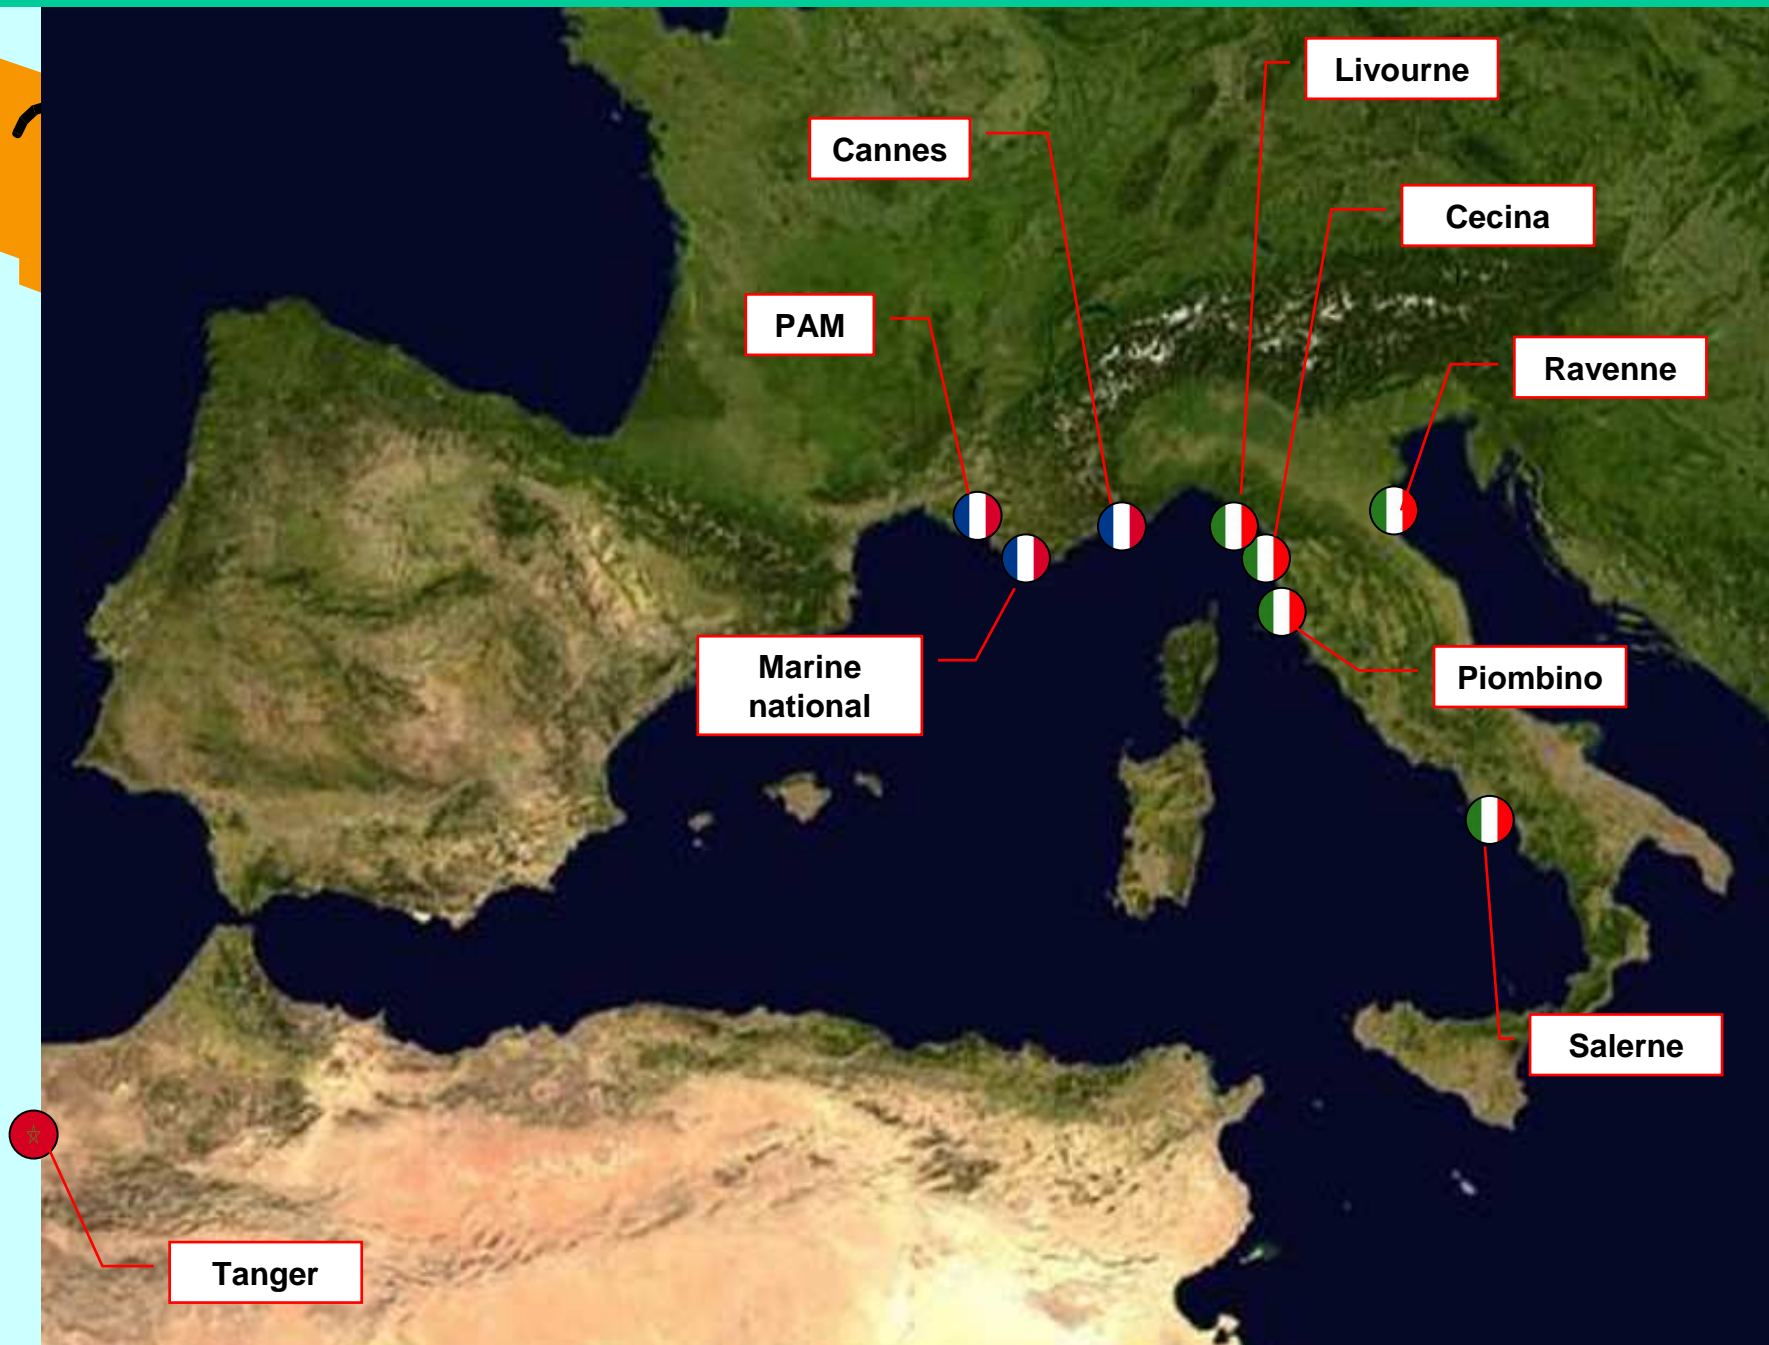 Livourne
Cannes
Cecina
PAM
Ravenne
Marine
national
Piombino
Salerne
Tanger